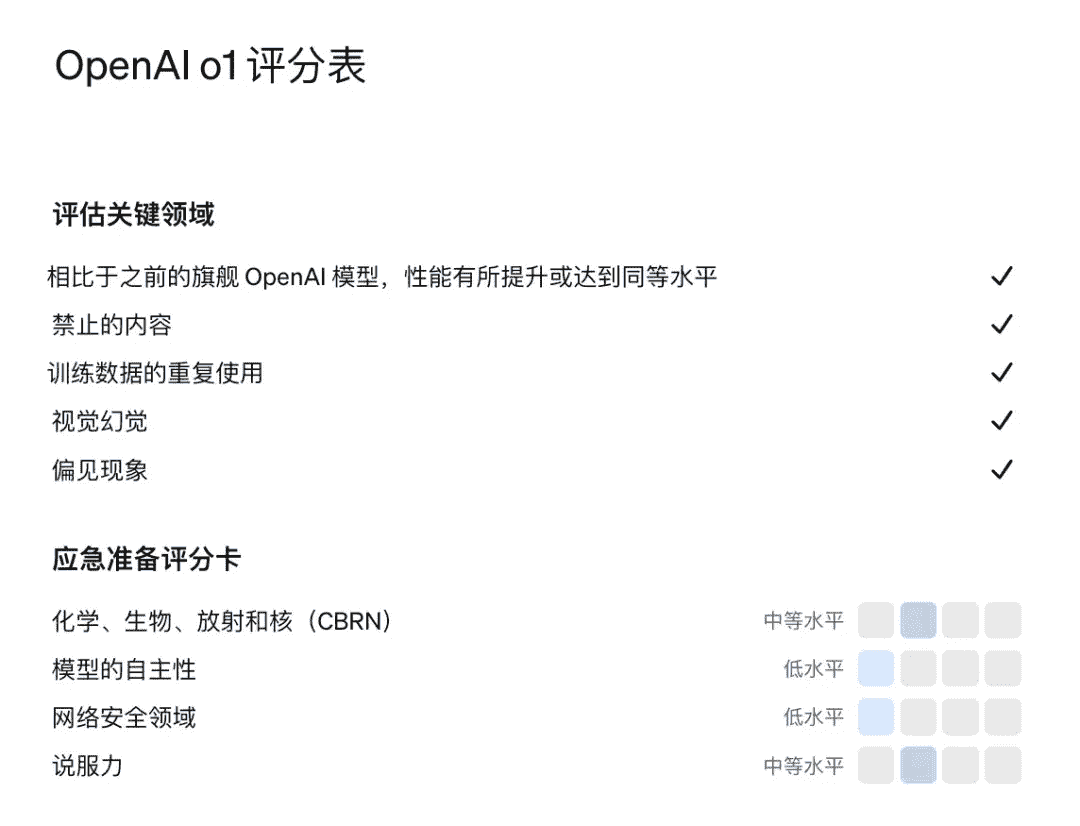 OpenAI o1 评分表
评估关键领域
相比于之前的旗舰 OpenAI 模型，性能有所提升或达到同等水平
禁止的内容
训练数据的重复使用
视觉幻觉
偏见现象
应急准备评分卡
化学、生物、放射和核（CBRN） 中等水平
模型的自主性 低水平
网络安全领域 低水平
说服力 中等水平